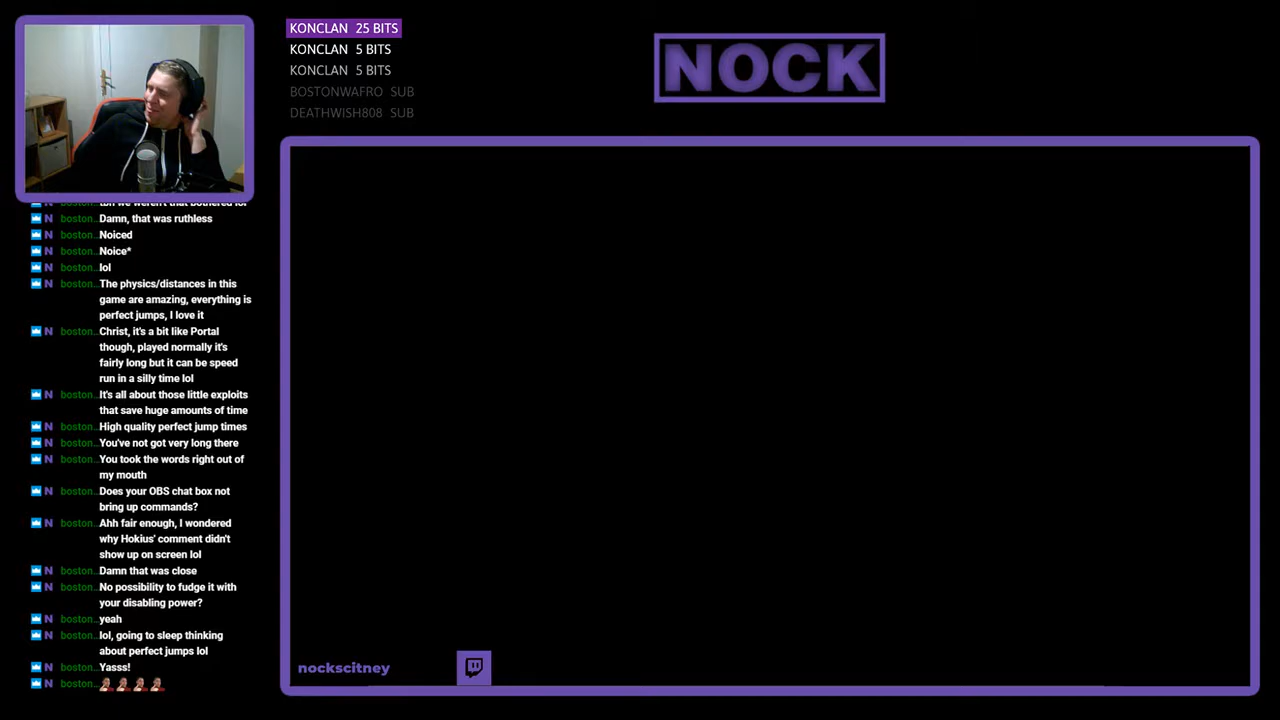 KONCLAN 25 BITS
KONCLAN 5 BITS
KONCLAN 5 BITS
BOSTONWAFRO SUB
DEATHWISH808 SUB
NOCK
N boston.. tbh we weren't that bothered lol
N boston.. Damn, that was ruthless
N boston.. Noiced
N boston.. Noice*
N boston.. lol
N boston.. The physics/distances in this
game are amazing, everything is
perfect jumps, I love it
N boston.. Christ, it's a bit like Portal
though, played normally it's
fairly long but it can be speed
run in a silly time lol
N boston.. It's all about those little exploits
that save huge amounts of time
N boston.. High quality perfect jump times
N boston.. You've not got very long there
N boston.. You took the words right out of
my mouth
N boston.. Does your OBS chat box not
bring up commands?
N boston.. Ahh fair enough, I wondered
why Hokius' comment didn't
show up on screen lol
N boston.. Damn that was close
N boston.. No possibility to fudge it with
your disabling power?
N boston.. yeah
N boston.. lol, going to sleep thinking
about perfect jumps lol
N boston.. Yasss!
N boston..
nockscitney